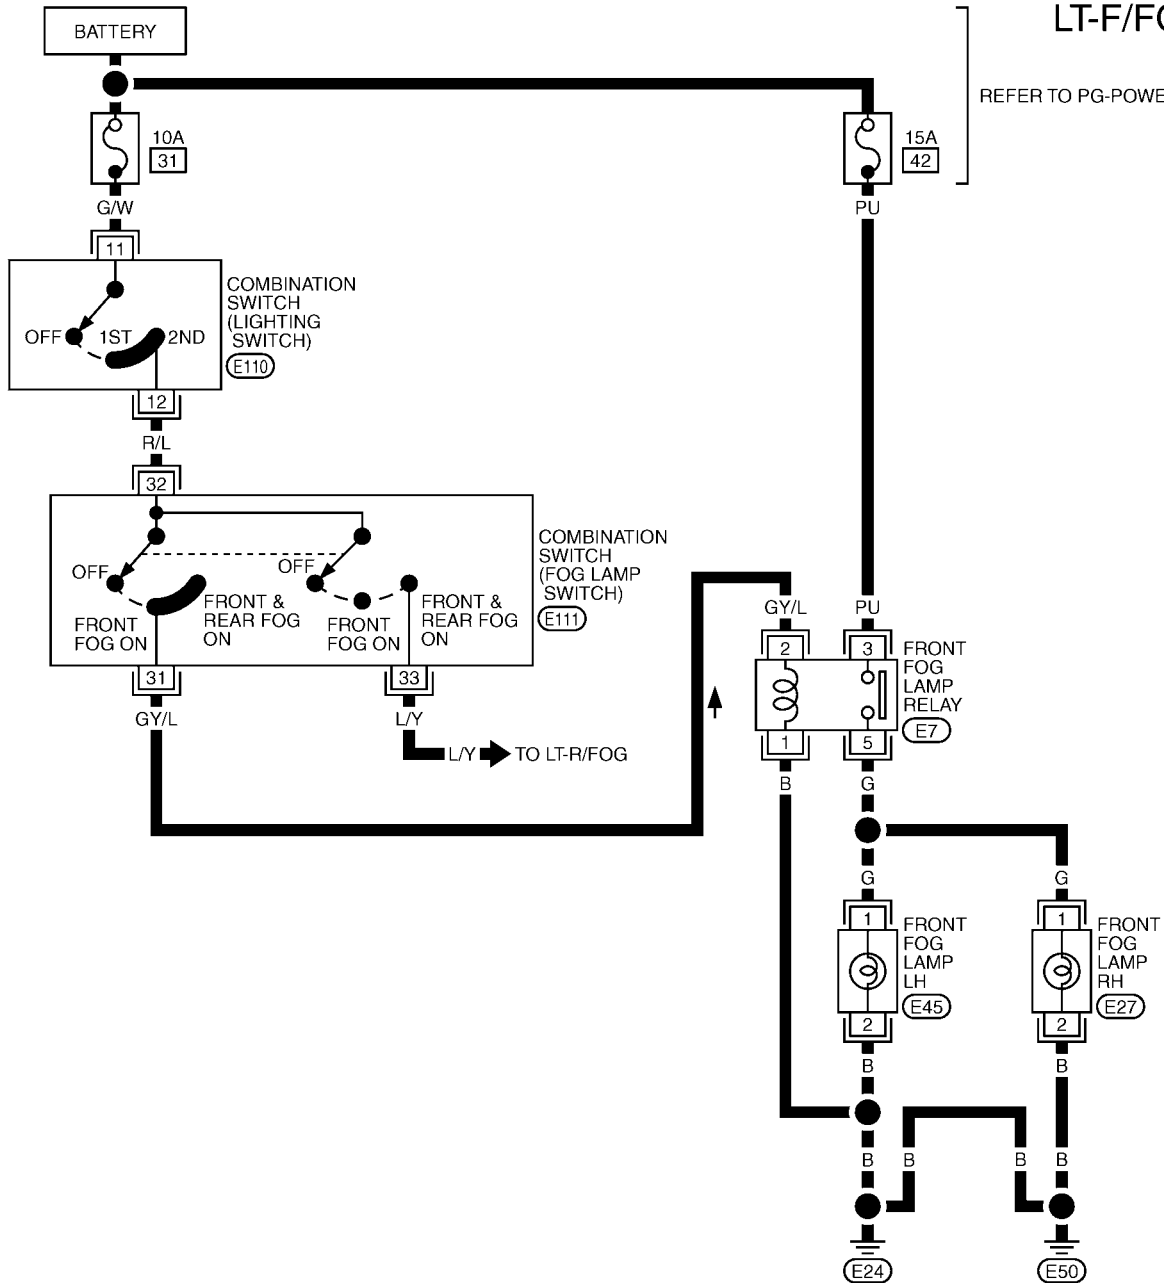 LT-F/FO
BATTERY
REFER TO PG-POWE
10A
31
15A
42
G/W
PU
11
COMBINATION
SWITCH
(LIGHTING
SWITCH)
E110
OFF
1ST
2ND
12
R/L
32
COMBINATION
SWITCH
(FOG LAMP
SWITCH)
E111
OFF
FRONT
FOG ON
FRONT &
REAR FOG
ON
OFF
FRONT
FOG ON
FRONT &
REAR FOG
ON
31
33
GY/L
L/Y
L/Y
TO LT-R/FOG
GY/L
PU
2
3
FRONT
FOG
LAMP
RELAY
E7
1
5
B
G
G
G
1
FRONT
FOG
LAMP
LH
E45
2
1
FRONT
FOG
LAMP
RH
E27
2
B
B
B
B
B
B
E24
E50